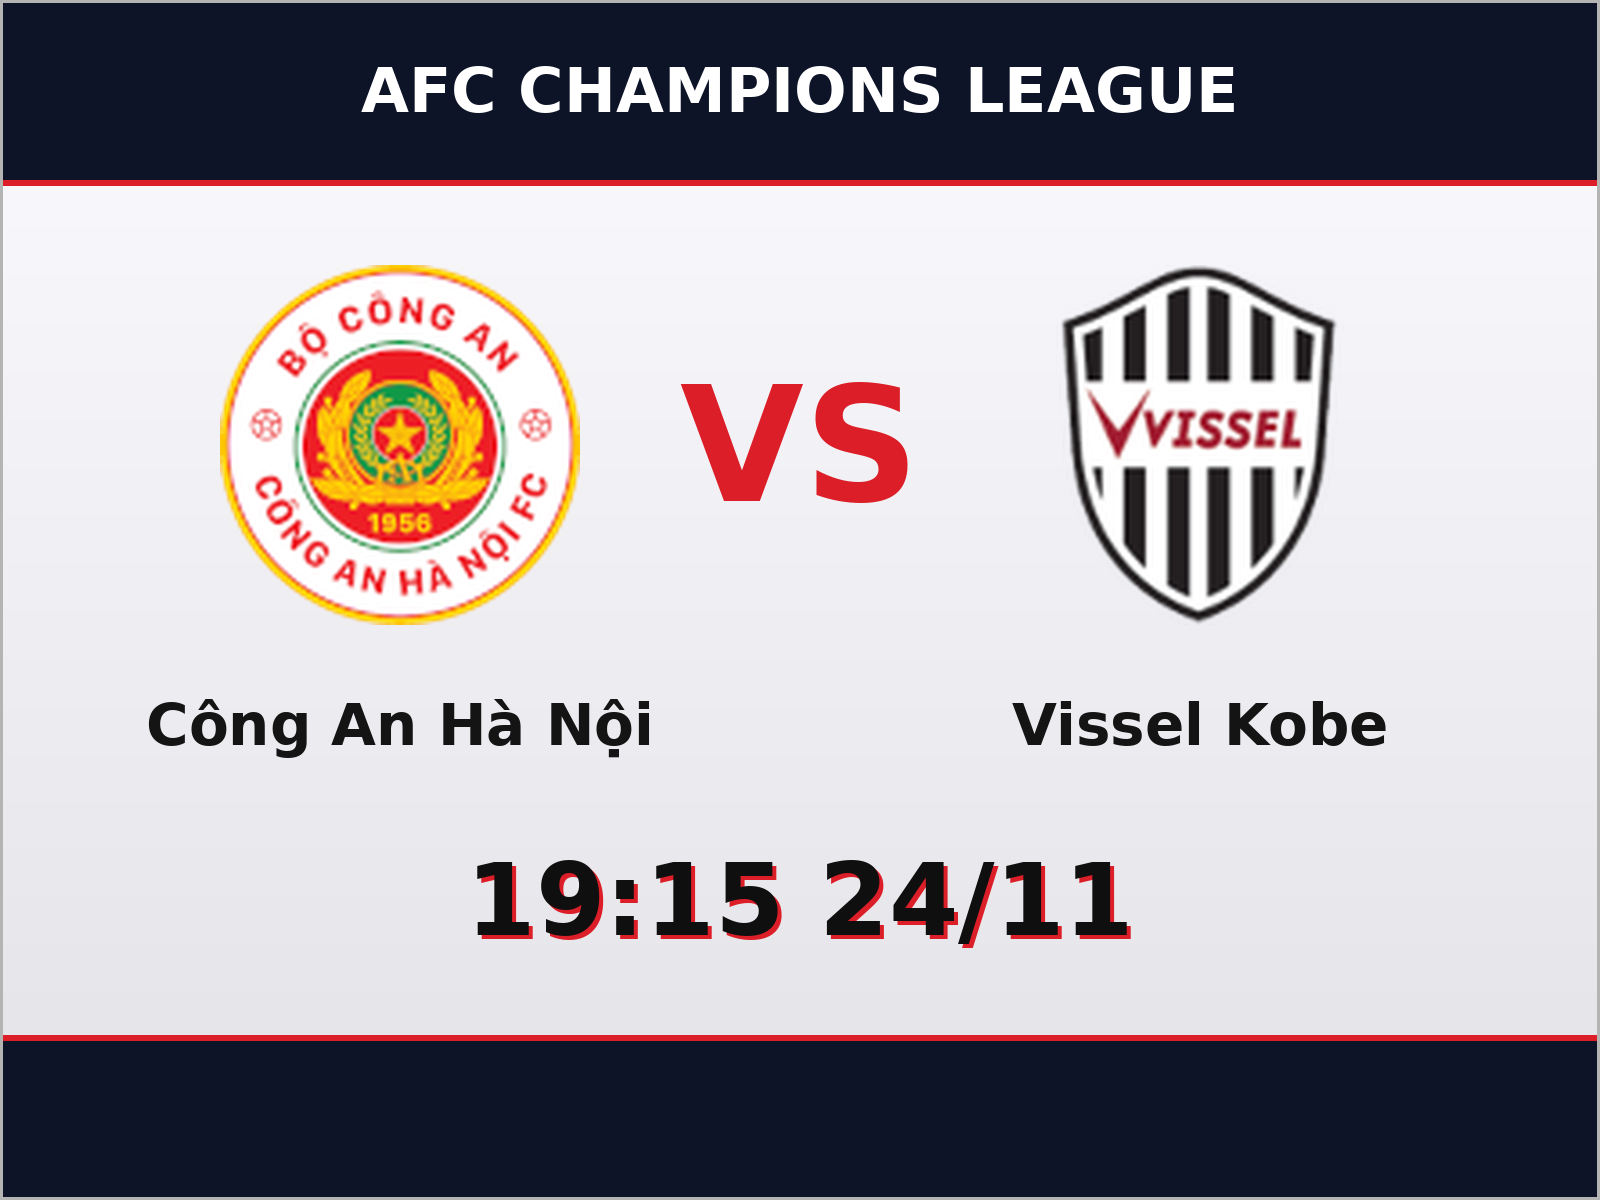 AFC CHAMPIONS LEAGUE
BỘ CÔNG AN
1956
CÔNG AN HÀ NỘI FC
VS
VISSEL
Công An Hà Nội
Vissel Kobe
19:15 24/11